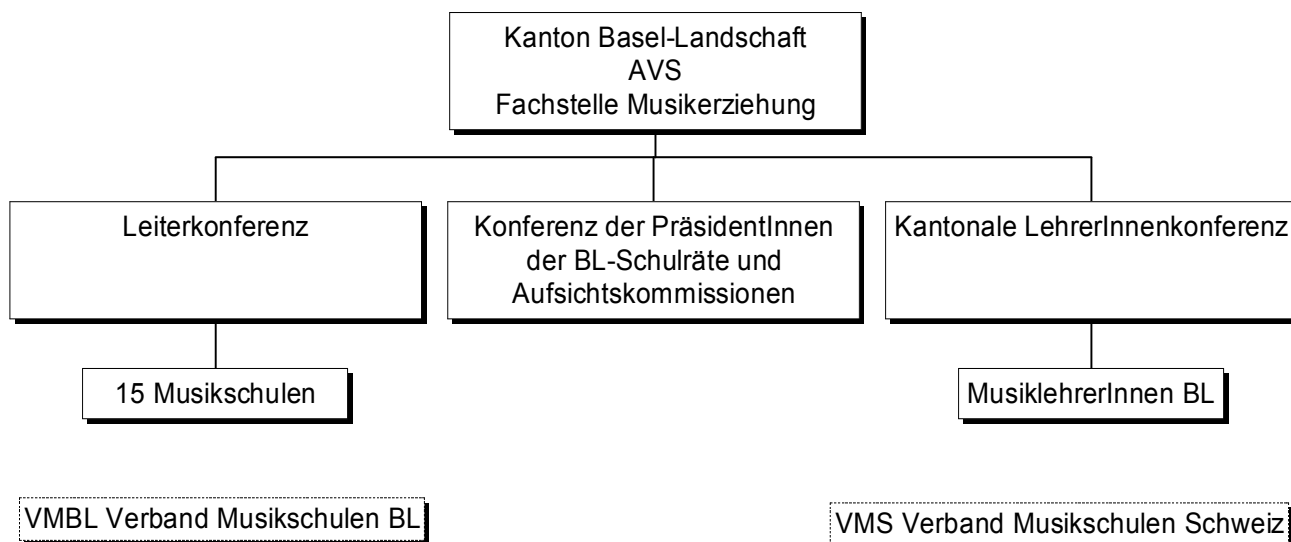 Kanton Basel-Landschaft
AVS
Fachstelle Musikerziehung
Leiterkonferenz
Konferenz der PräsidentInnen
der BL-Schulräte und
Aufsichtskommissionen
Kantonale LehrerInnenkonferenz
15 Musikschulen
MusiklehrerInnen BL
VMBL Verband Musikschulen BL
VMS Verband Musikschulen Schweiz